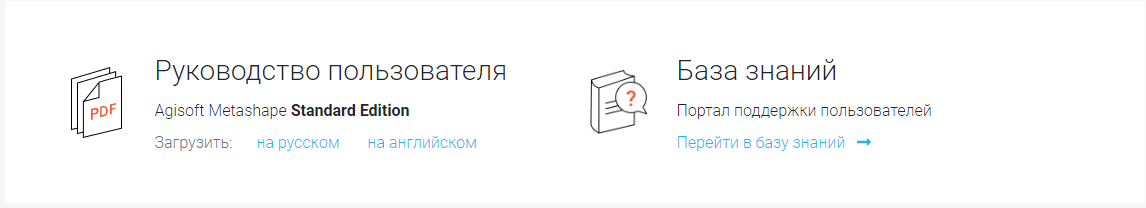 Руководство пользователя
Agisoft Metashape Standard Edition
Загрузить: на русском на английском
PDF
База знаний
Портал поддержки пользователей
Перейти в базу знаний →
?